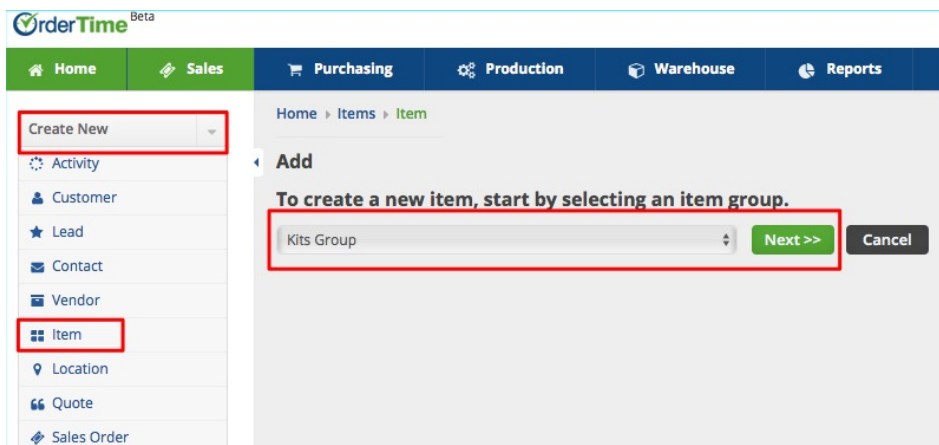 OrderTime Beta
Home Sales Purchasing Production Warehouse Reports
Create New
Activity
Customer
Lead
Contact
Vendor
Item
Location
Quote
Sales Order
Home Items Item
Add
To create a new item, start by selecting an item group.
Kits Group Next >> Cancel